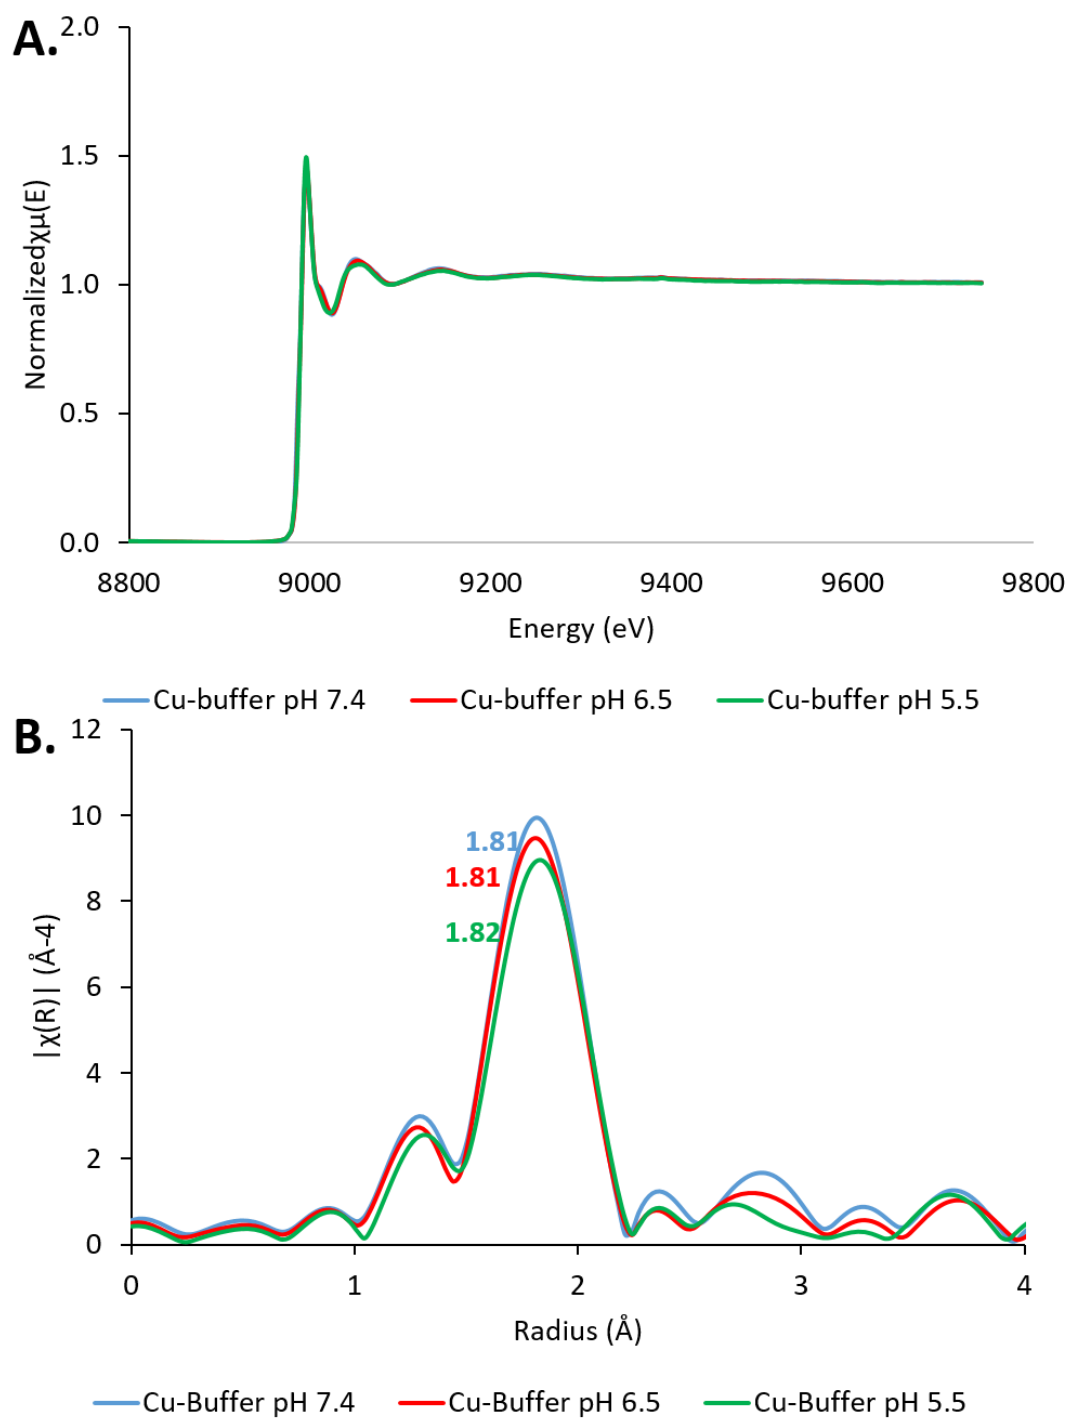 A.
2.0
1.5
1.0
0.5
0.0
Normalizedχμ(E)
8800 9000 9200 9400 9600 9800
Energy (eV)
Cu-buffer pH 7.4 Cu-buffer pH 6.5 Cu-buffer pH 5.5
B.
12
10
8
6
4
2
0
|χ(R)| (Å-4)
1.81
1.81
1.82
0 1 2 3 4
Radius (Å)
Cu-Buffer pH 7.4 Cu-Buffer pH 6.5 Cu-Buffer pH 5.5